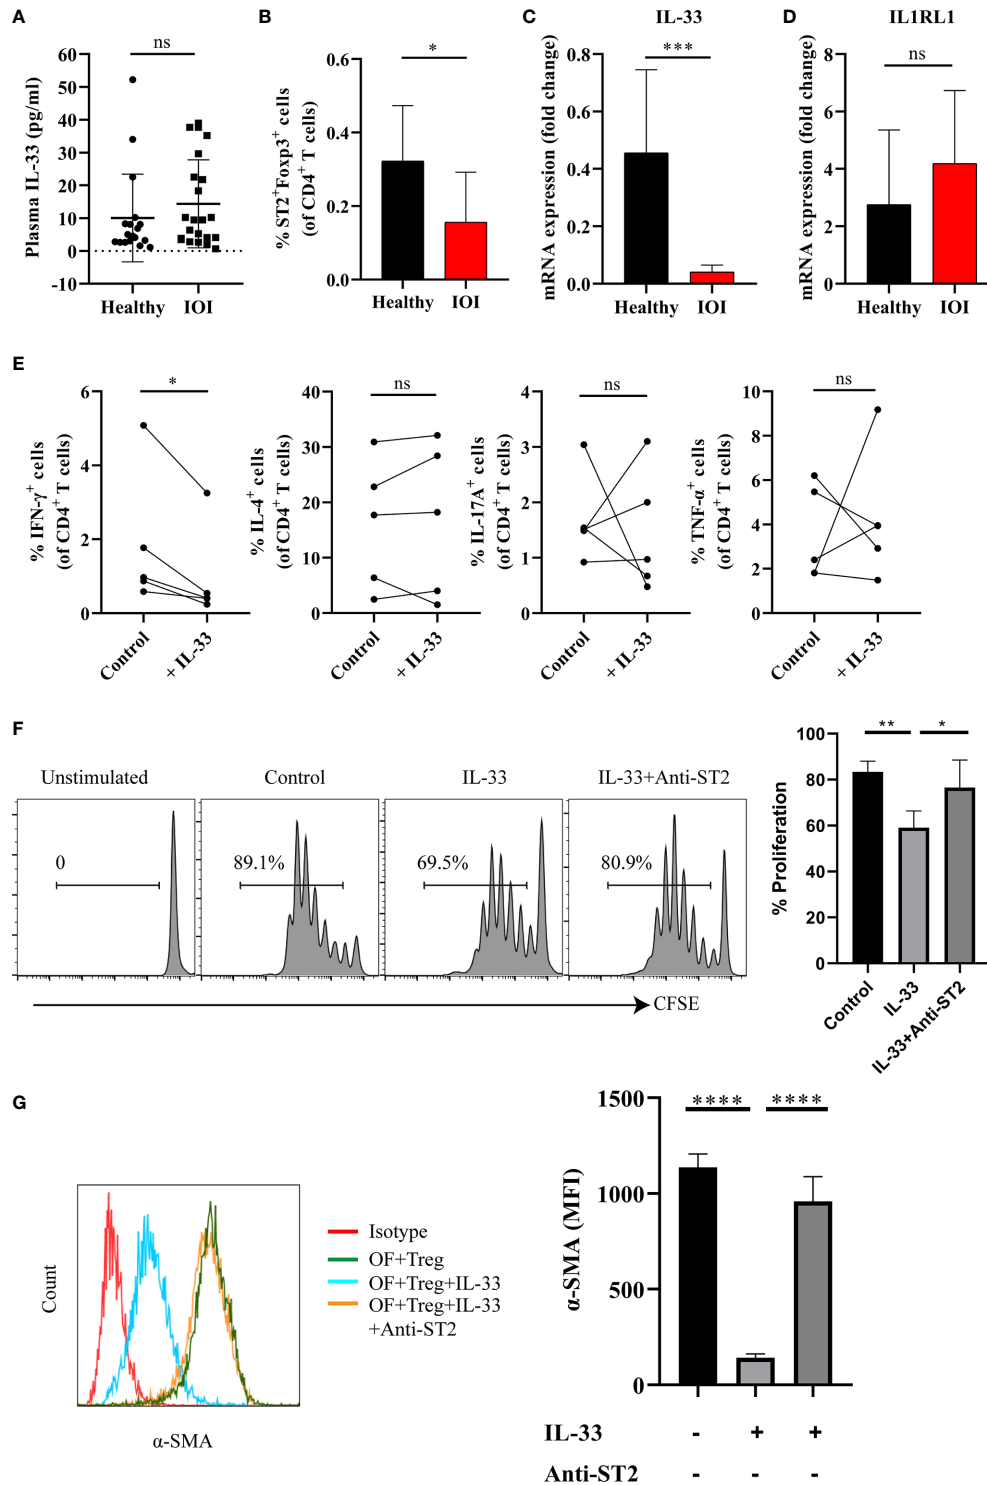 A
ns
Plasma IL-33 (pg/ml)
60
50
40
30
20
10
0
-10
Healthy IOI
B
*
% ST2+Foxp3+ cells
(of CD4+ T cells)
0.6
0.4
0.2
0.0
Healthy IOI
C
IL-33
***
mRNA expression (fold change)
0.8
0.6
0.4
0.2
0.0
Healthy IOI
D
IL1RL1
ns
mRNA expression (fold change)
8
6
4
2
0
Healthy IOI
E
*
% IFN-γ+ cells
(of CD4+ T cells)
6
4
2
0
Control
+ IL-33
ns
% IL-4+ cells
(of CD4+ T cells)
40
30
20
10
0
Control
+ IL-33
ns
% IL-17A+ cells
(of CD4+ T cells)
4
3
2
1
0
Control
+ IL-33
ns
% TNF-α+ cells
(of CD4+ T cells)
10
8
6
4
2
0
Control
+ IL-33
F
Unstimulated
0
Control
89.1%
IL-33
69.5%
IL-33+Anti-ST2
80.9%
CFSE
** *
% Proliferation
100
80
60
40
20
0
Control
IL-33
IL-33+Anti-ST2
G
Count
α-SMA
Isotype
OF+Treg
OF+Treg+IL-33
OF+Treg+IL-33
+Anti-ST2
**** ****
α-SMA (MFI)
1500
1000
500
0
IL-33 - + +
Anti-ST2 - - -